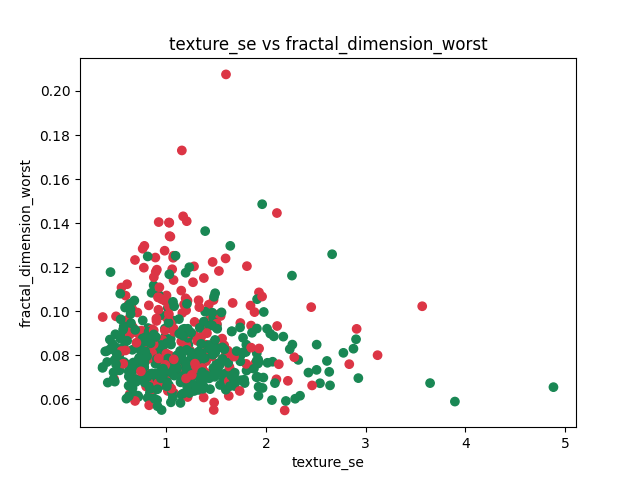 texture_se vs fractal_dimension_worst
0.20
0.18
0.16
0.14
0.12
0.10
0.08
0.06
fractal_dimension_worst
1 2 3 4 5
texture_se